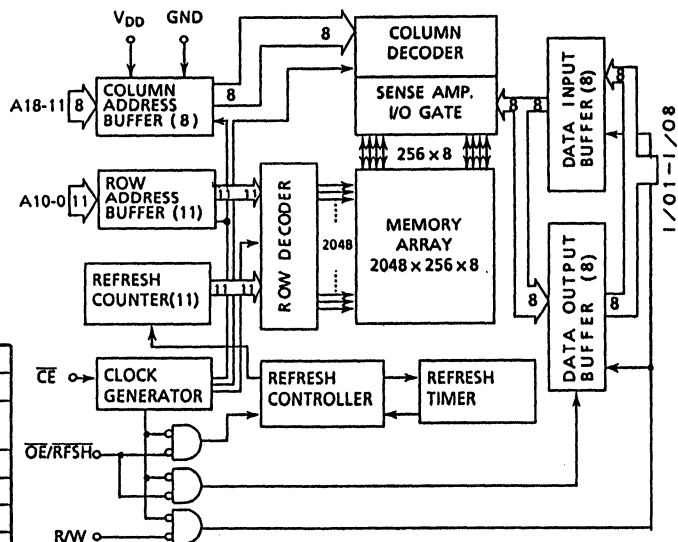 VDD GND
8
COLUMN
DECODER
SENSE AMP.
I/O GATE
A18-11 8
COLUMN
ADDRESS
BUFFER (8)
8
8 8
DATA INPUT
BUFFER (8)
8
I/O1-I/O8
256 x 8
A10-0 11
ROW
ADDRESS
BUFFER (11)
11 11
ROW DECODER
2048
MEMORY
ARRAY
2048 x 256 x 8
REFRESH
COUNTER(11)
11 11
8
DATA OUTPUT
BUFFER (8)
8
CE
CLOCK
GENERATOR
REFRESH
CONTROLLER
REFRESH
TIMER
OE/RFSH
R/W